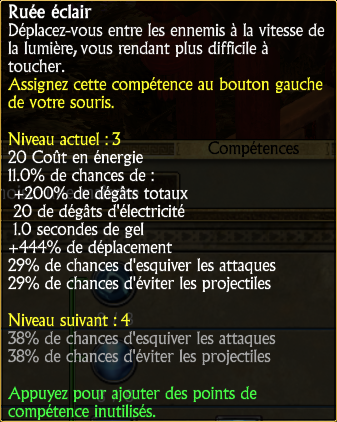 Ruée éclair
Déplacez-vous entre les ennemis à la vitesse de
la lumière, vous rendant plus difficile à
toucher.
Assignez cette compétence au bouton gauche
de votre souris.
Niveau actuel : 3
20 Coût en énergie
Compétences
11.0% de chances de :
+200% de dégâts totaux
20 de dégâts d'électricité
1.0 secondes de gel
+444% de déplacement
29% de chances d'esquiver les attaques
29% de chances d'éviter les projectiles
Niveau suivant : 4
38% de chances d'esquiver les attaques
38% de chances d'éviter les projectiles
Appuyez pour ajouter des points de
compétence inutilisés.